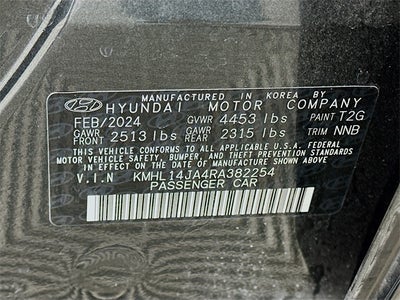 MANUFACTURED IN KOREA BY
HYUNDAI MOTOR COMPANY
FEB/2024 GVWR 4453 lbs PAINT T2G
GAWR FRONT 2513 lbs GAWR REAR 2315 lbs TRIM NNB
THIS VEHICLE CONFORMS TO ALL APPLICABLE U.S.A. FEDERAL
MOTOR VEHICLE SAFETY, BUMPER, AND THEFT PREVENTION STANDARDS
IN EFFECT ON THE DATE OF MANUFACTURE SHOWN ABOVE.
V.I.N KMHL14JA4RA382254
PASSENGER CAR